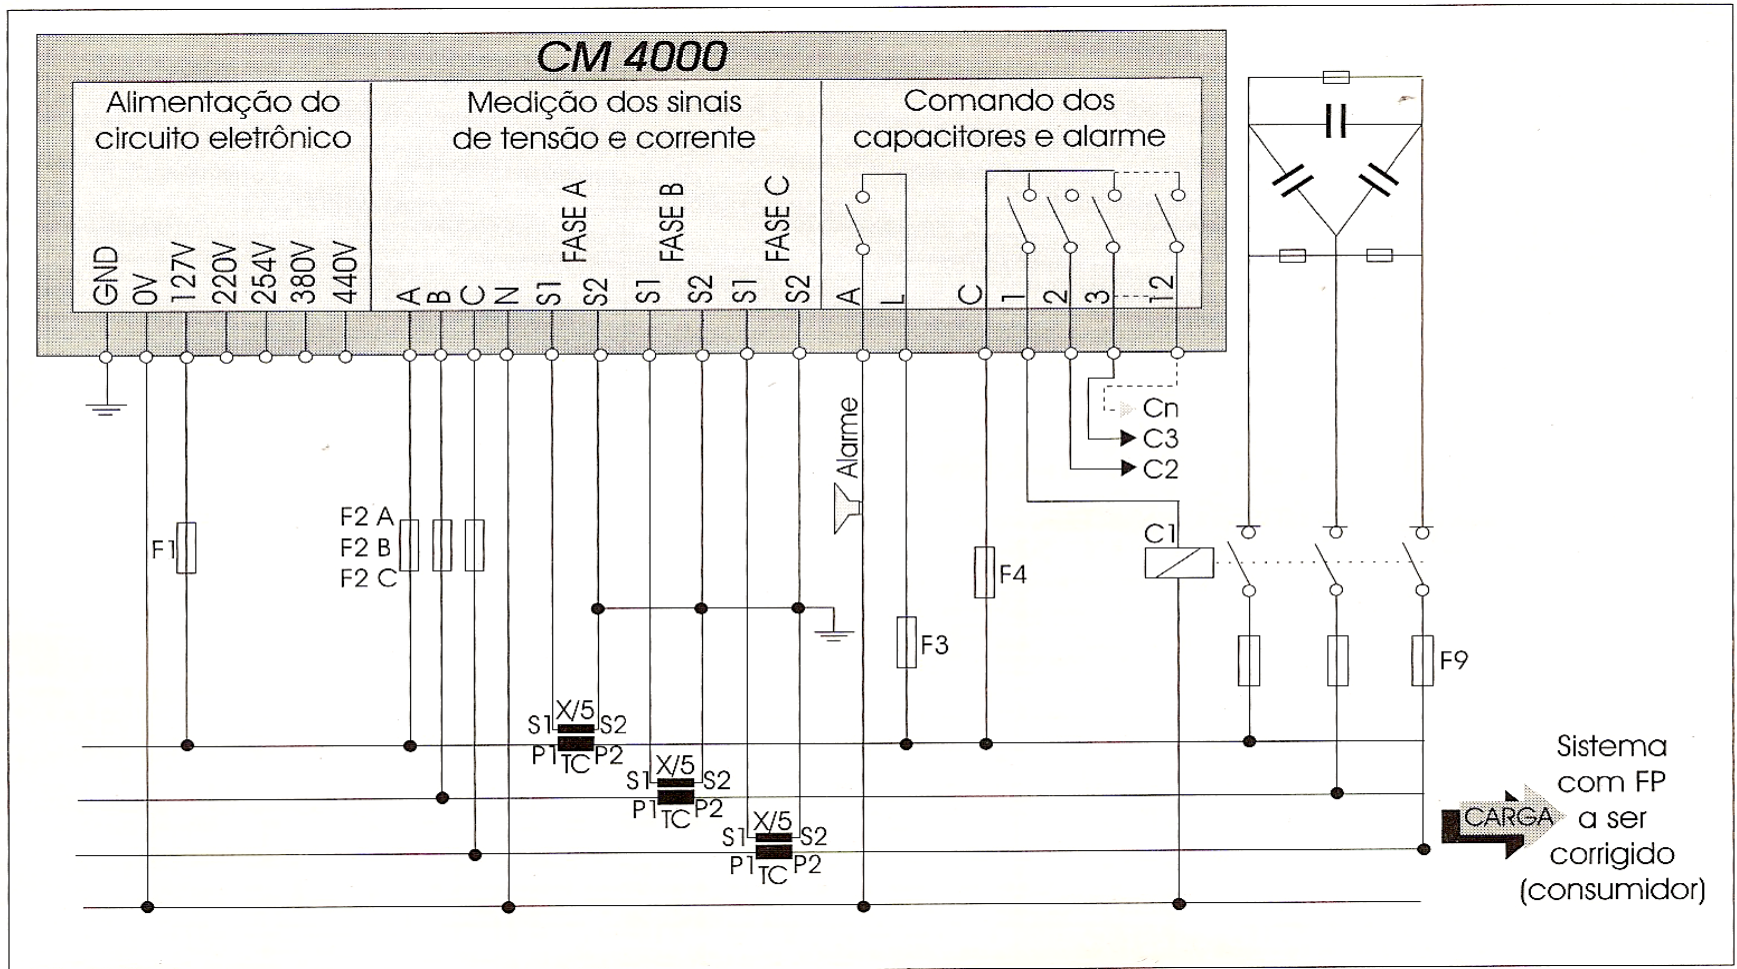 CM 4000
Alimentação do
circuito eletrônico
Medição dos sinais
de tensão e corrente
Comando dos
capacitores e alarme
GND
0V
127V
220V
254V
380V
440V
A
B
C
N
S1
FASE A
S2
S1
FASE B
S2
S1
FASE C
S2
A
L
C
1
2
3
12
Cn
C3
C2
Alarme
F1
F2 A
F2 B
F2 C
C1
F4
F3
F9
S1 X/5 S2
P1 TC P2
S1 X/5 S2
P1 TC P2
S1 X/5 S2
P1 TC P2
CARGA
Sistema
com FP
a ser
corrigido
(consumidor)